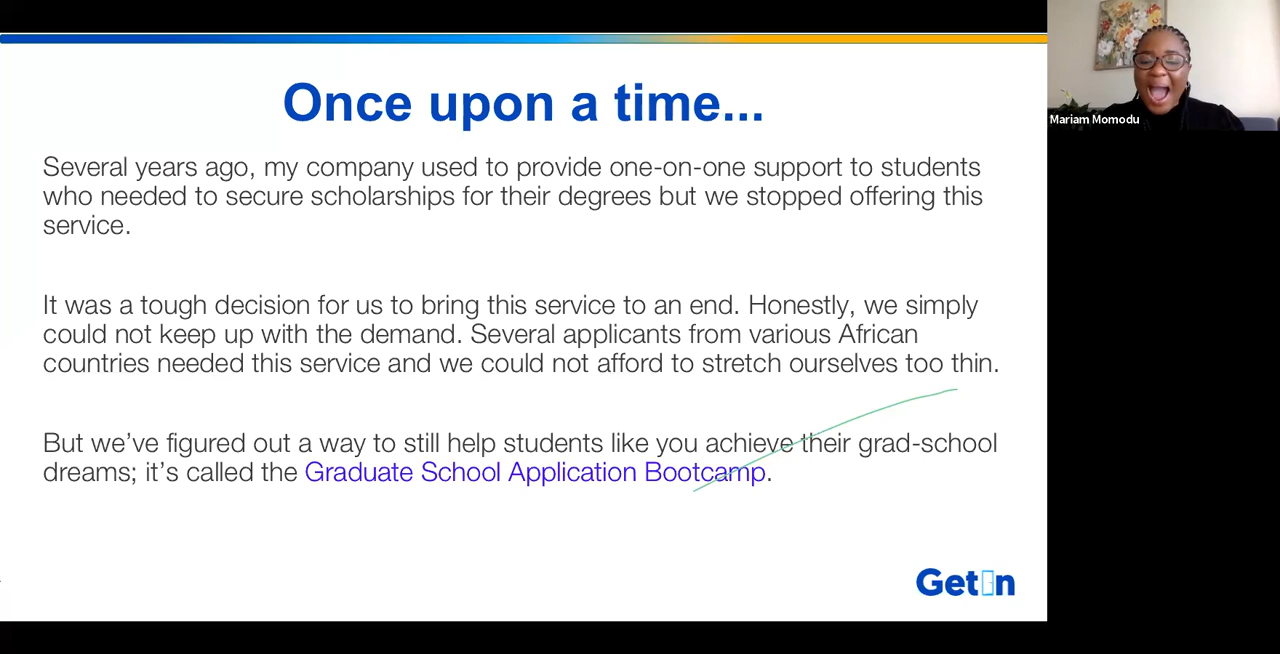 Once upon a time...
Mariam Momodu
Several years ago, my company used to provide one-on-one support to students
who needed to secure scholarships for their degrees but we stopped offering this
service.
It was a tough decision for us to bring this service to an end. Honestly, we simply
could not keep up with the demand. Several applicants from various African
countries needed this service and we could not afford to stretch ourselves too thin.
But we’ve figured out a way to still help students like you achieve their grad-school
dreams; it’s called the Graduate School Application Bootcamp.
GetIn